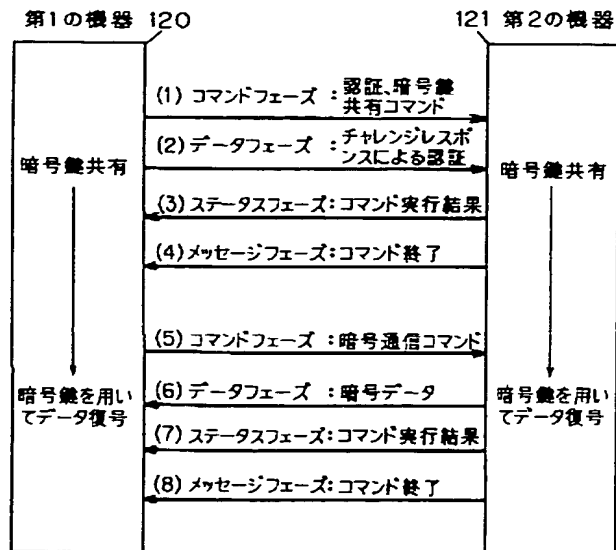 第1の機器 120
121 第2の機器
(1) コマンドフェーズ : 認証、暗号鍵
共有コマンド
(2) データフェーズ : チャレンジレスポ
ンスによる認証
暗号鍵共有
暗号鍵共有
(3) ステータスフェーズ:コマンド実行結果
(4) メッセージフェーズ:コマンド終了
(5) コマンドフェーズ : 暗号通信コマンド
(6) データフェーズ : 暗号データ
暗号鍵を用い
てデータ復号
暗号鍵を用い
てデータ復号
(7) ステータスフェーズ:コマンド実行結果
(8) メッセージフェーズ:コマンド終了